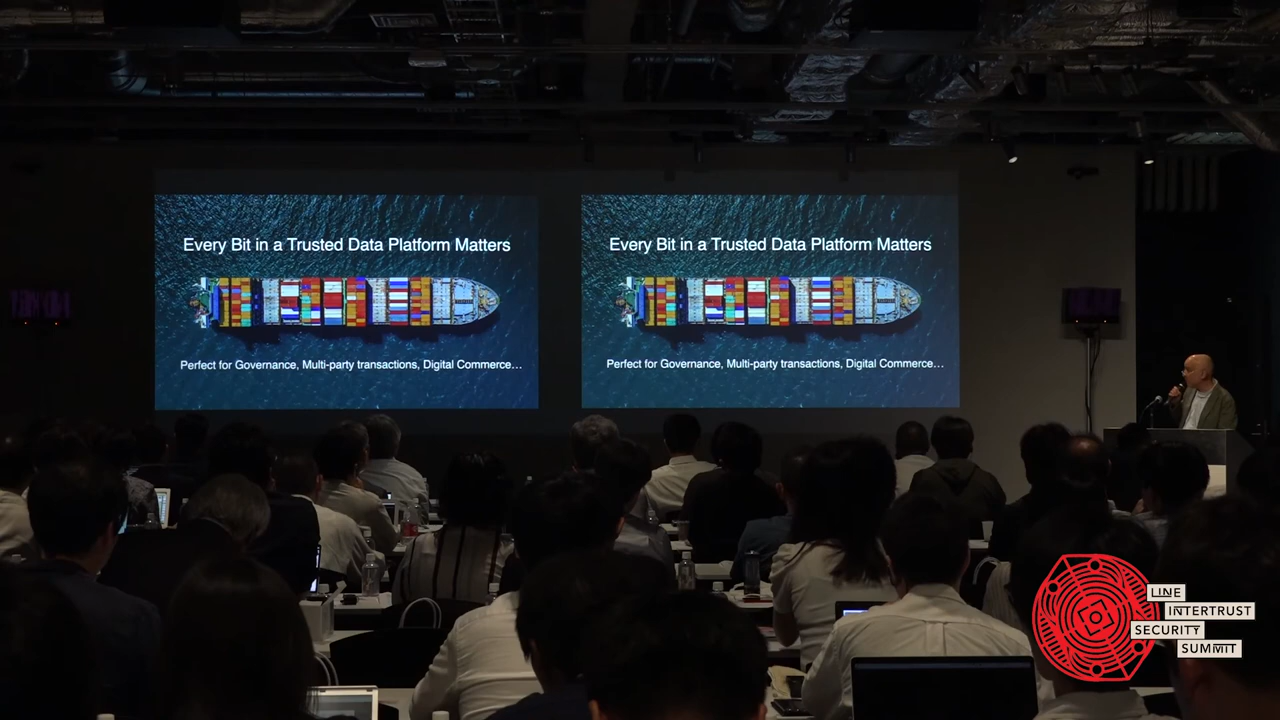 Every Bit in a Trusted Data Platform Matters
Perfect for Governance, Multi-party transactions, Digital Commerce…
Every Bit in a Trusted Data Platform Matters
Perfect for Governance, Multi-party transactions, Digital Commerce…
LINE
INTERTRUST
SECURITY
SUMMIT